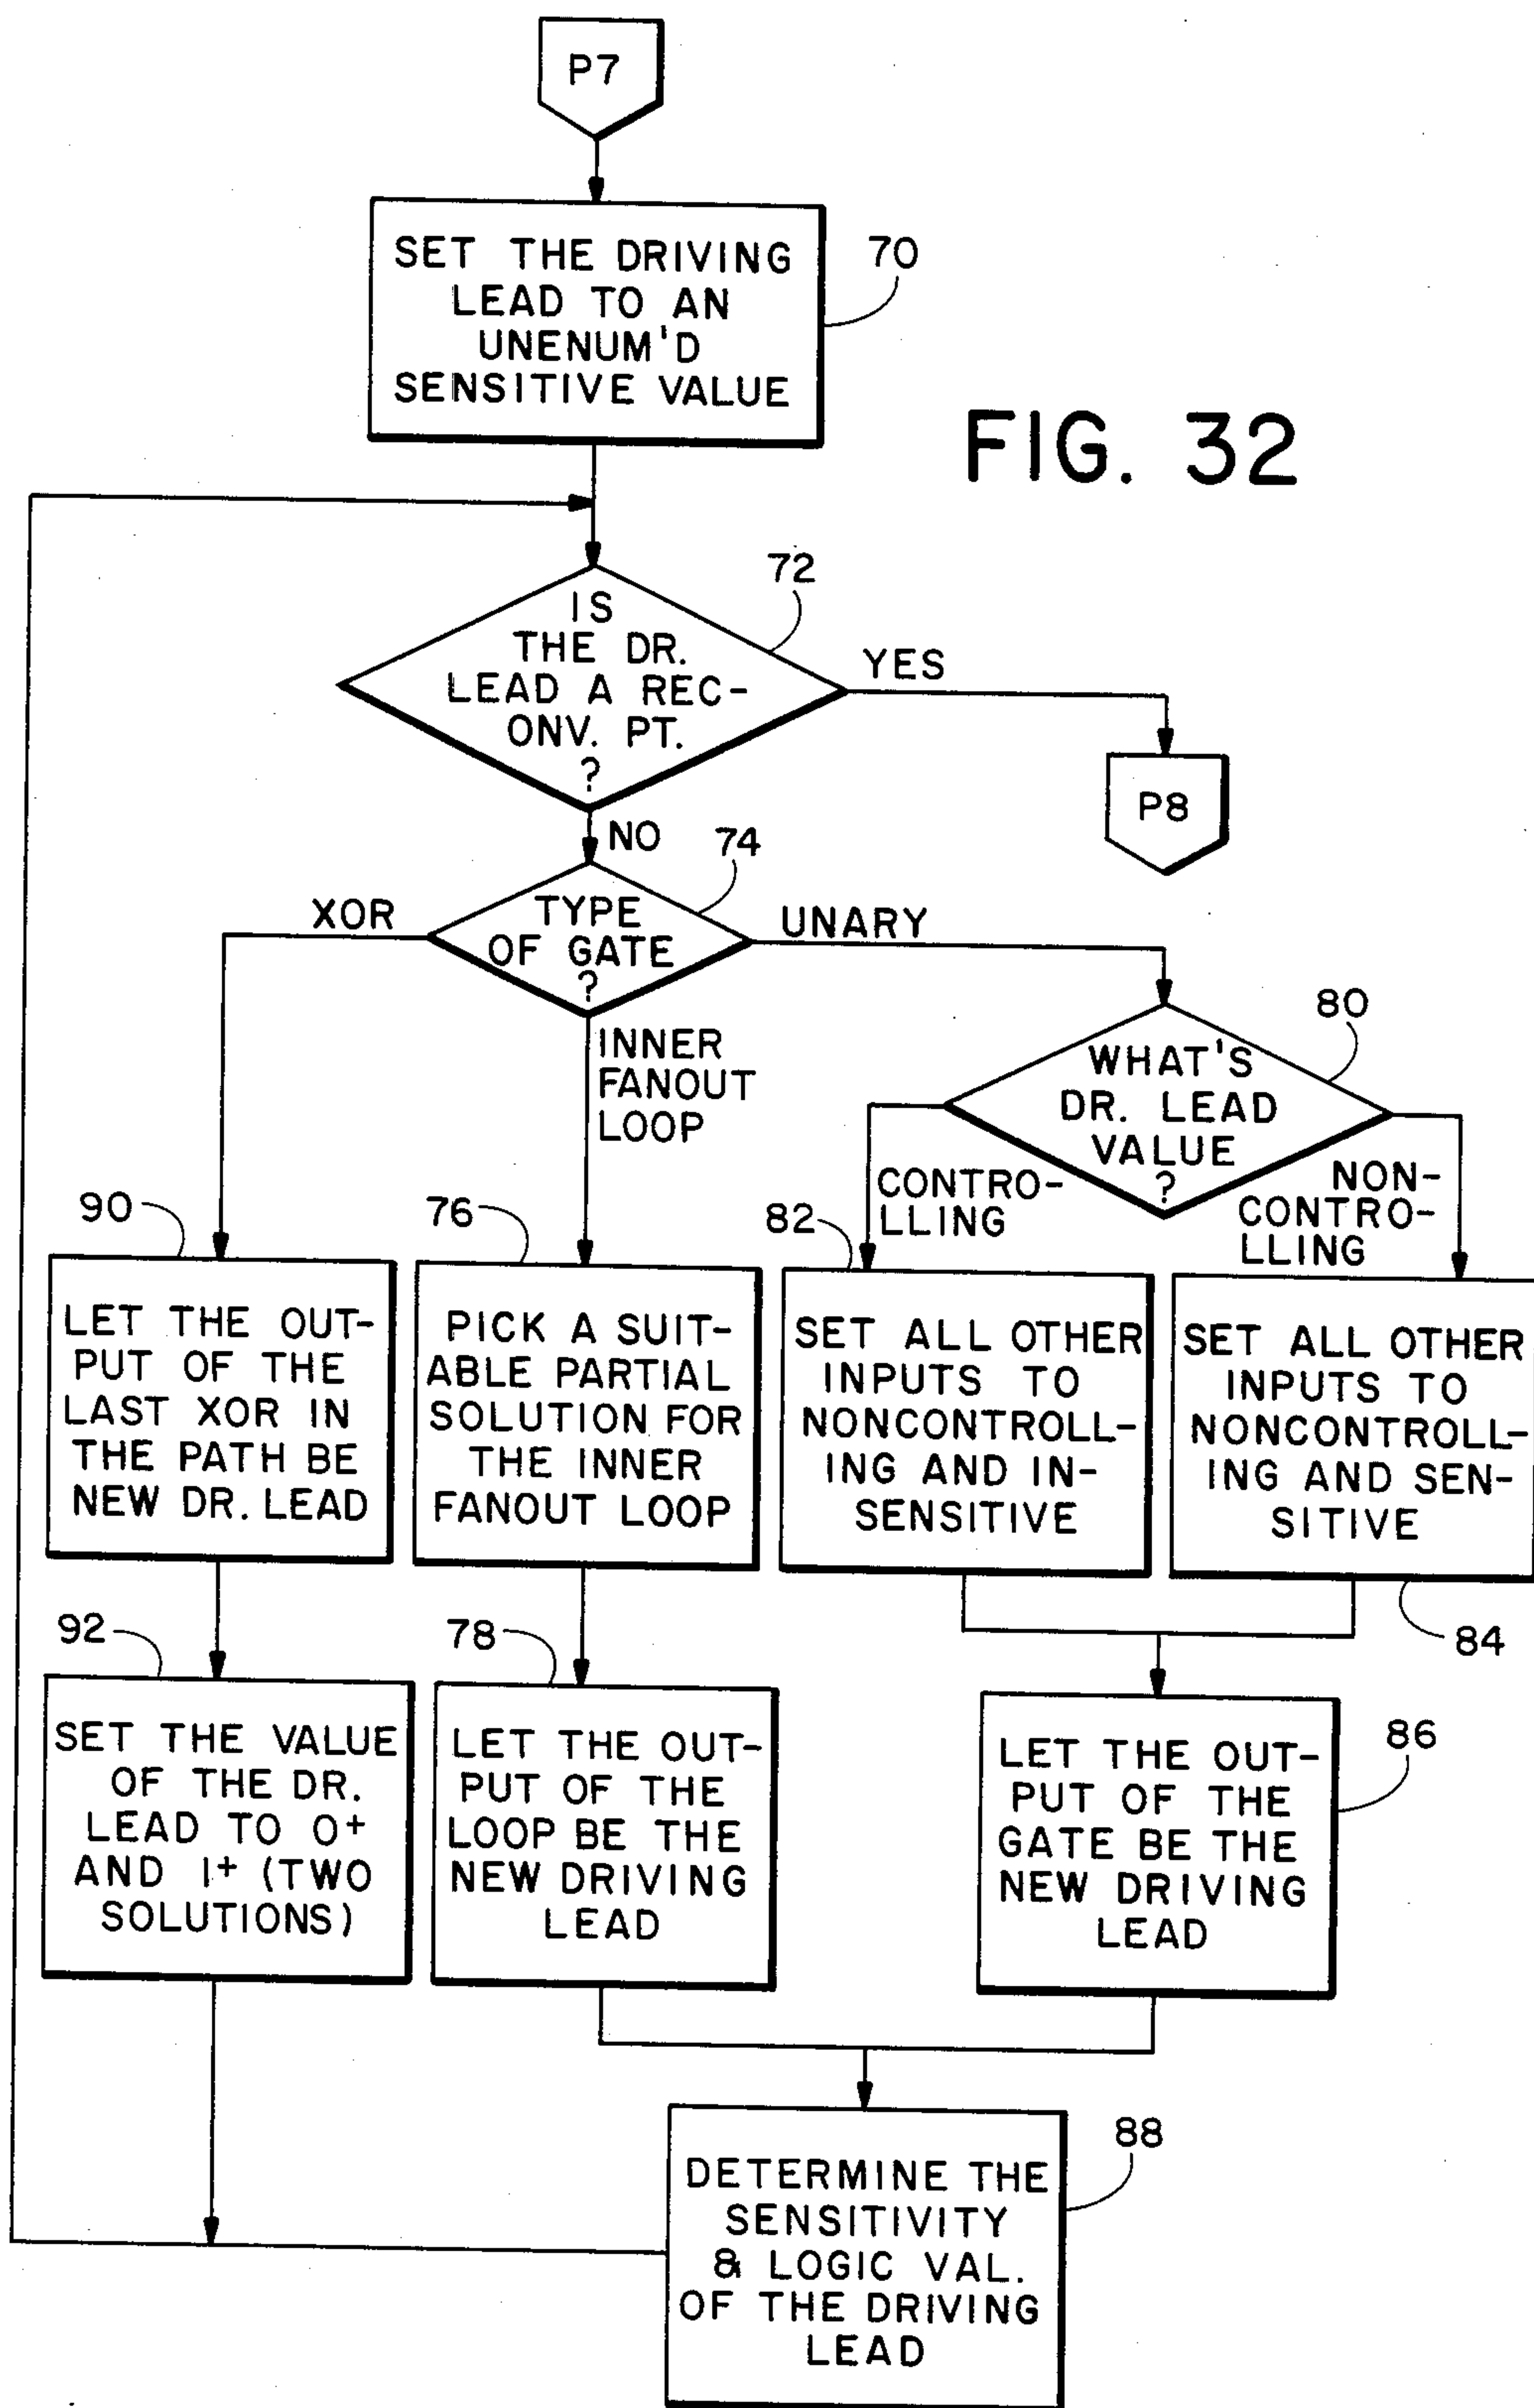 P7
SET THE DRIVING
LEAD TO AN
UNENUM'D
SENSITIVE VALUE
70
FIG. 32
72
IS
THE DR.
LEAD A REC-
ONV. PT.
?
YES
P8
NO
74
XOR
TYPE
OF GATE
?
UNARY
INNER
FANOUT
LOOP
80
WHAT'S
DR. LEAD
VALUE
?
CONTRO-
LLING
NON-
CONTRO-
LLING
90
LET THE OUT-
PUT OF THE
LAST XOR IN
THE PATH BE
NEW DR. LEAD
76
PICK A SUIT-
ABLE PARTIAL
SOLUTION FOR
THE INNER
FANOUT LOOP
82
SET ALL OTHER
INPUTS TO
NONCONTROLL-
ING AND IN-
SENSITIVE
SET ALL OTHER
INPUTS TO
NONCONTROLL-
ING AND SEN-
SITIVE
84
92
SET THE VALUE
OF THE DR.
LEAD TO 0+
AND 1+ (TWO
SOLUTIONS)
78
LET THE OUT-
PUT OF THE
LOOP BE THE
NEW DRIVING
LEAD
86
LET THE OUT-
PUT OF THE
GATE BE THE
NEW DRIVING
LEAD
88
DETERMINE THE
SENSITIVITY
& LOGIC VAL.
OF THE DRIVING
LEAD